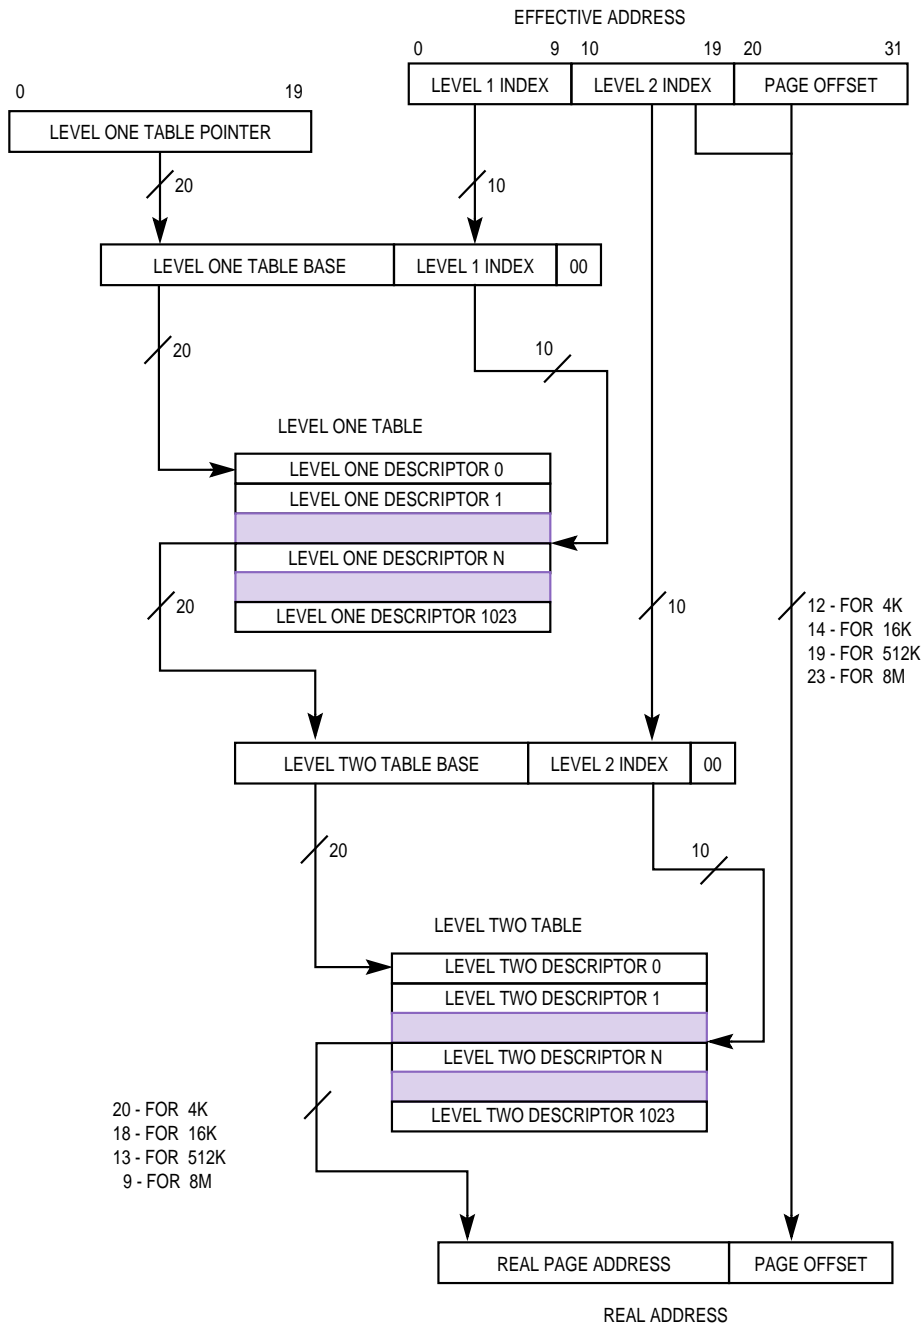 EFFECTIVE ADDRESS
0 9 10 19 20 31
LEVEL 1 INDEX LEVEL 2 INDEX PAGE OFFSET
0 19
LEVEL ONE TABLE POINTER
20
10
LEVEL ONE TABLE BASE LEVEL 1 INDEX 00
20
10
LEVEL ONE TABLE
LEVEL ONE DESCRIPTOR 0
LEVEL ONE DESCRIPTOR 1
LEVEL ONE DESCRIPTOR N
LEVEL ONE DESCRIPTOR 1023
20
10
12 - FOR 4K
14 - FOR 16K
19 - FOR 512K
23 - FOR 8M
LEVEL TWO TABLE BASE LEVEL 2 INDEX 00
20
10
LEVEL TWO TABLE
LEVEL TWO DESCRIPTOR 0
LEVEL TWO DESCRIPTOR 1
LEVEL TWO DESCRIPTOR N
LEVEL TWO DESCRIPTOR 1023
20 - FOR 4K
18 - FOR 16K
13 - FOR 512K
9 - FOR 8M
REAL PAGE ADDRESS PAGE OFFSET
REAL ADDRESS